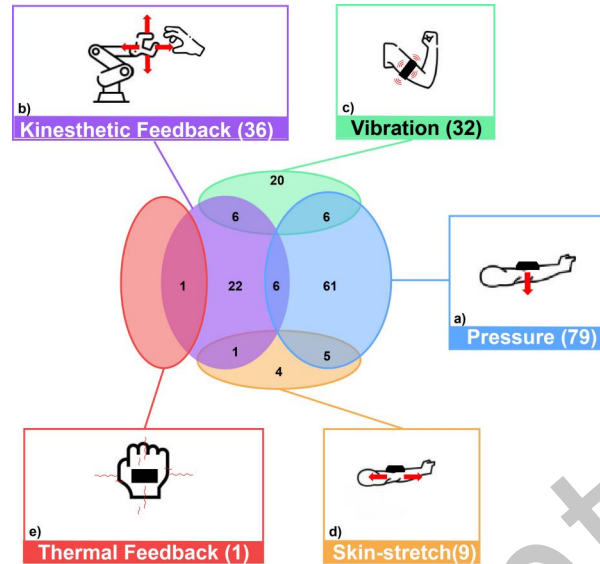 b)
Kinesthetic Feedback (36)
c)
Vibration (32)
20
6
6
1
22
6
61
1
5
4
a)
Pressure (79)
e)
Thermal Feedback (1)
d)
Skin-stretch(9)